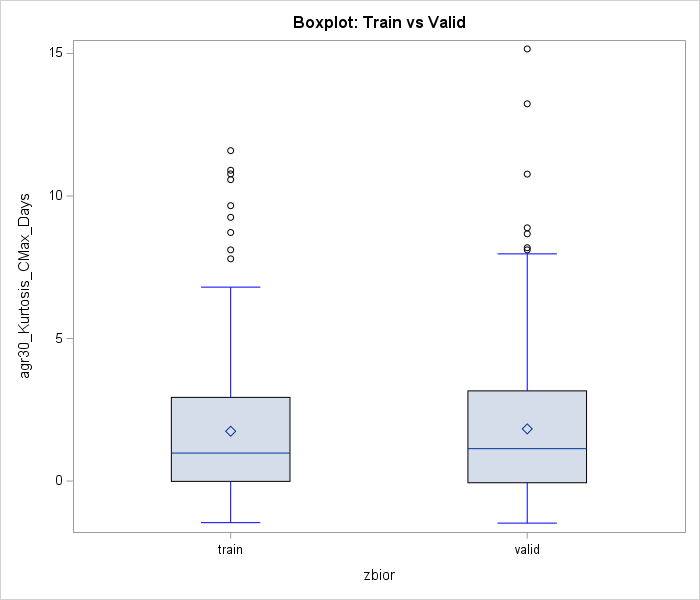 Boxplot: Train vs Valid
agr30_Kurtosis_CMax_Days
15
10
5
0
train
valid
zbior